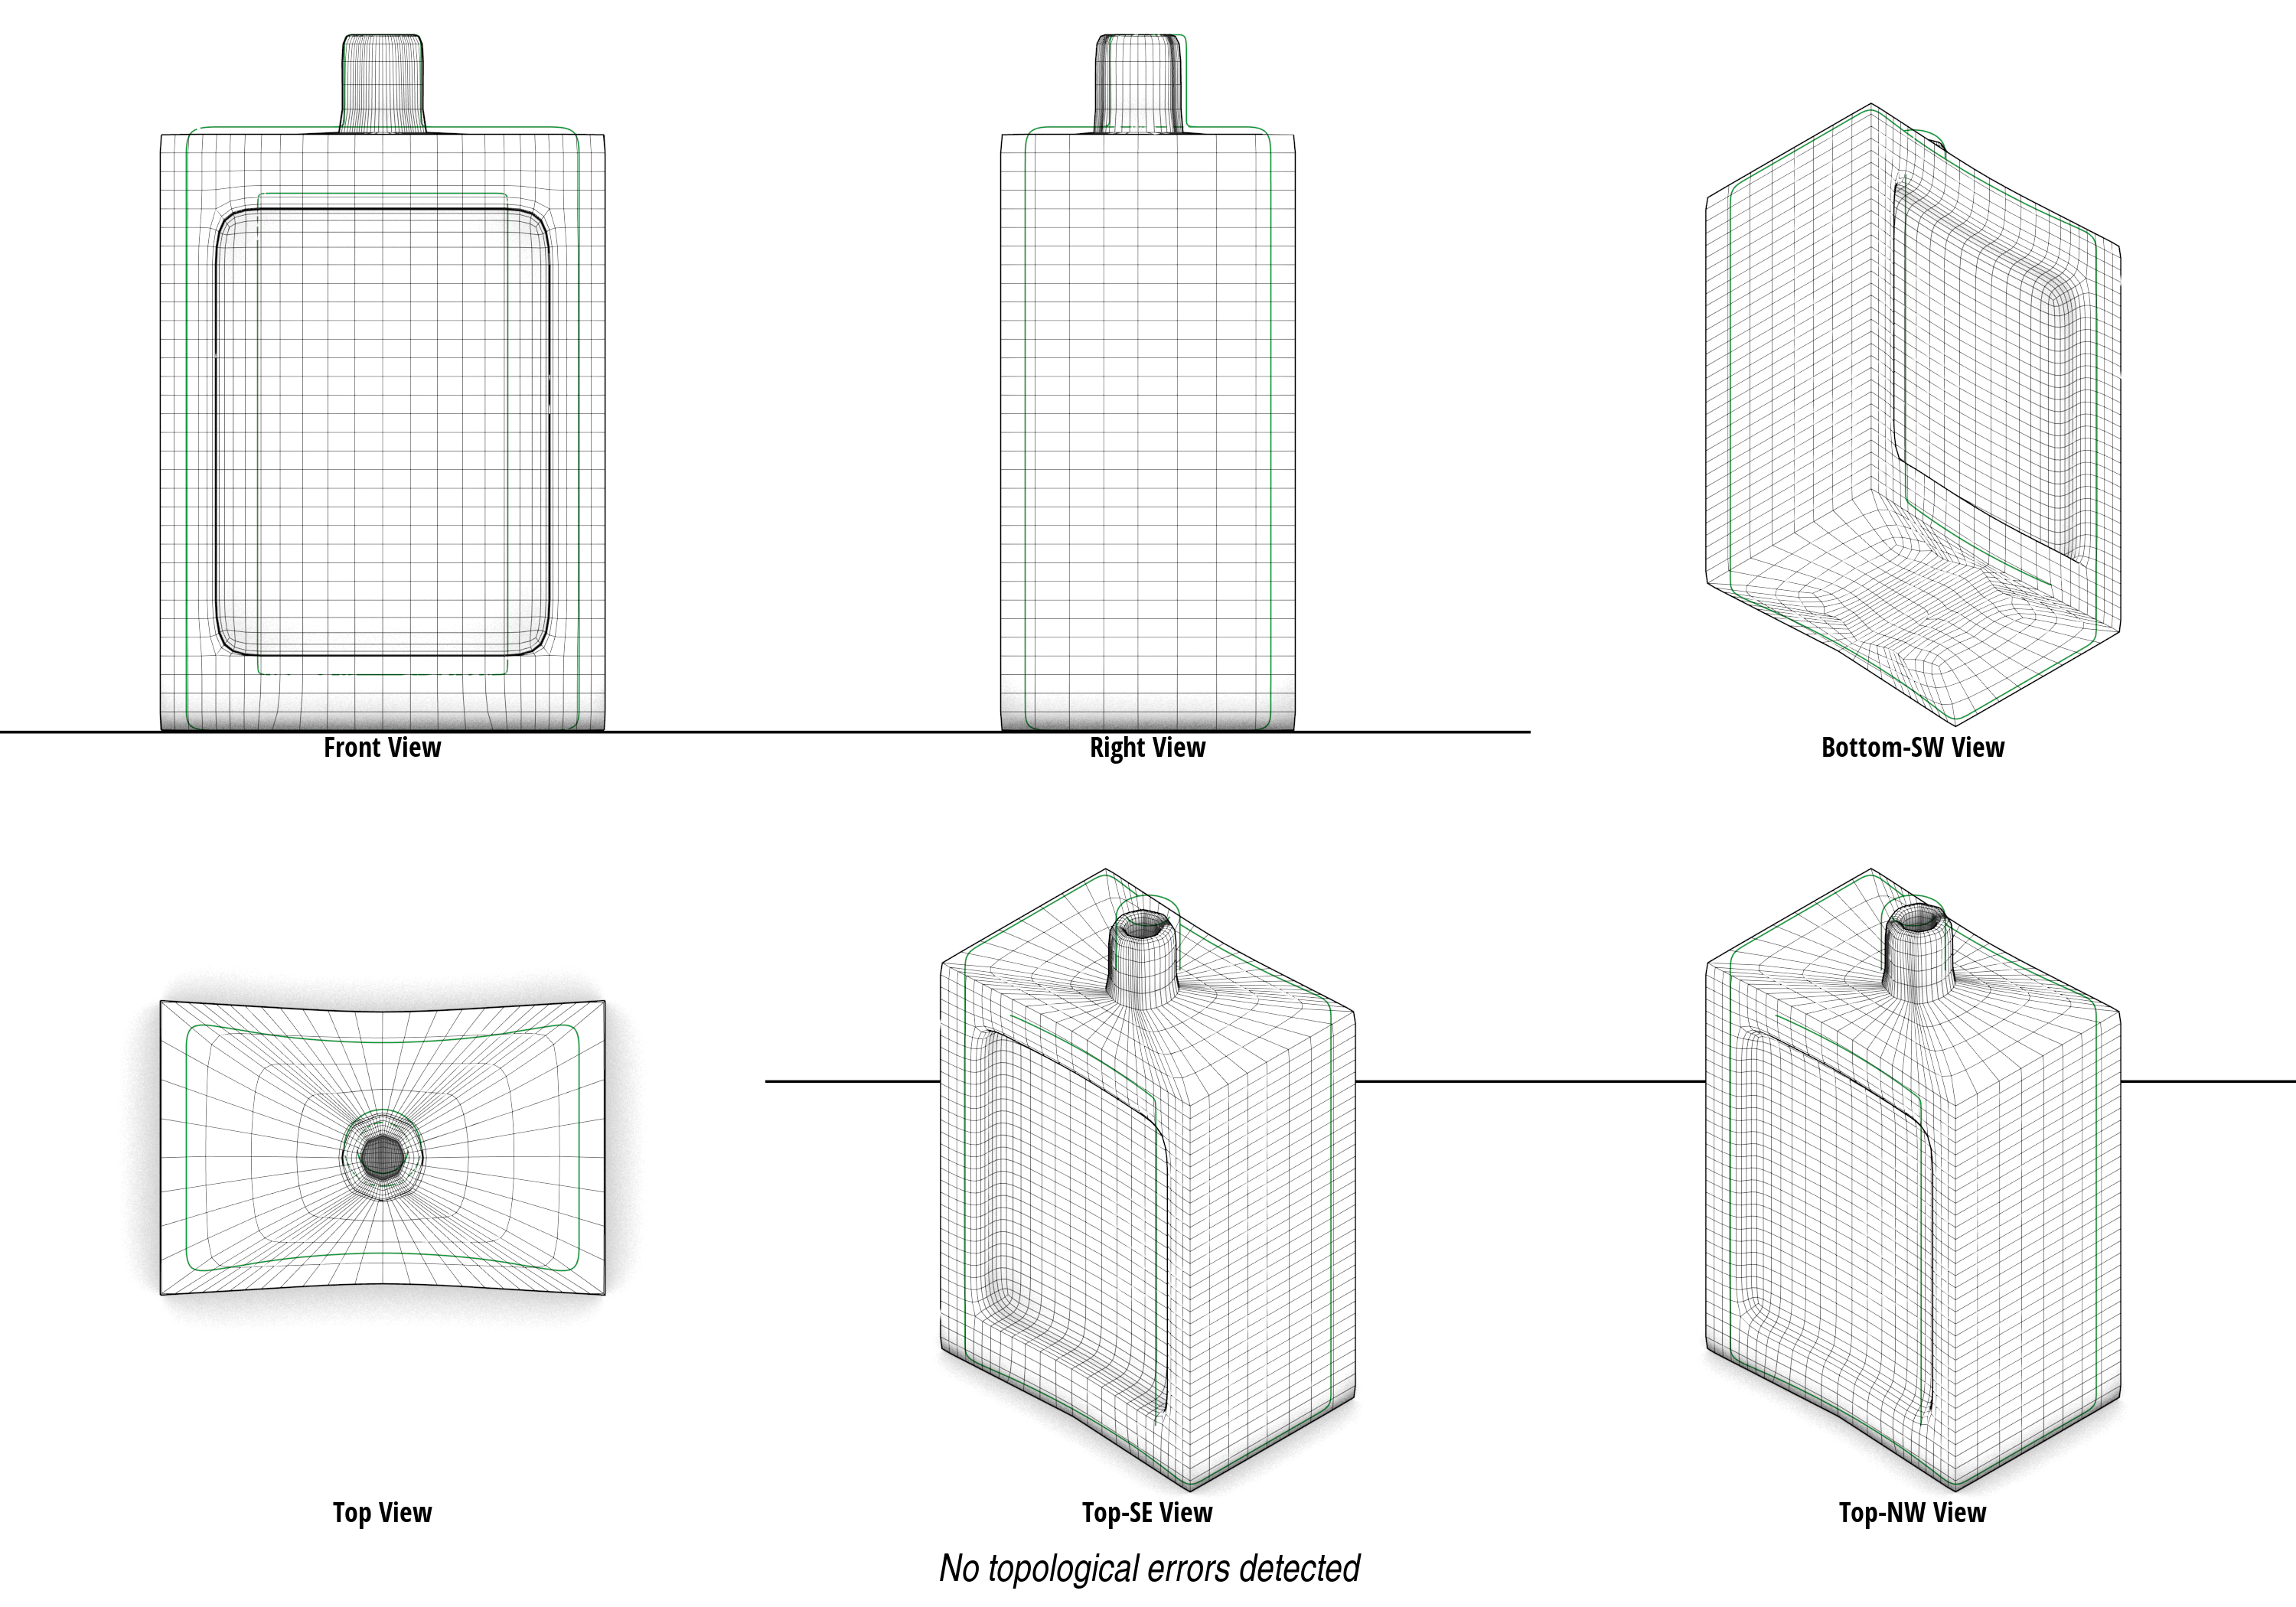 Front View
Right View
Bottom-SW View
Top View
Top-SE View
Top-NW View
No topological errors detected